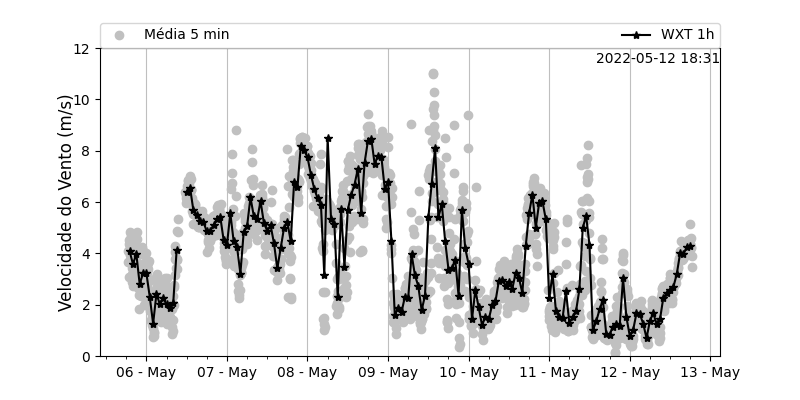 Média 5 min
WXT 1h
2022-05-12 18:31
Velocidade do Vento (m/s)
12
10
8
6
4
2
0
06 - May
07 - May
08 - May
09 - May
10 - May
11 - May
12 - May
13 - May